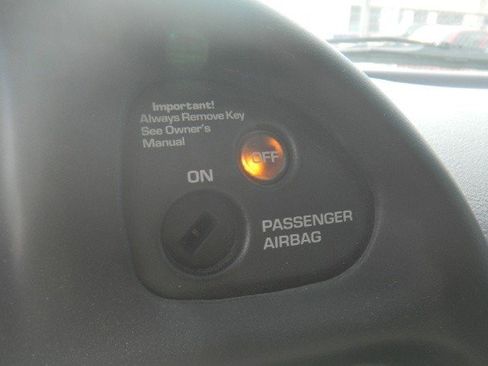 Important!
Always Remove Key
See Owner's
Manual
OFF
ON
PASSENGER
AIRBAG